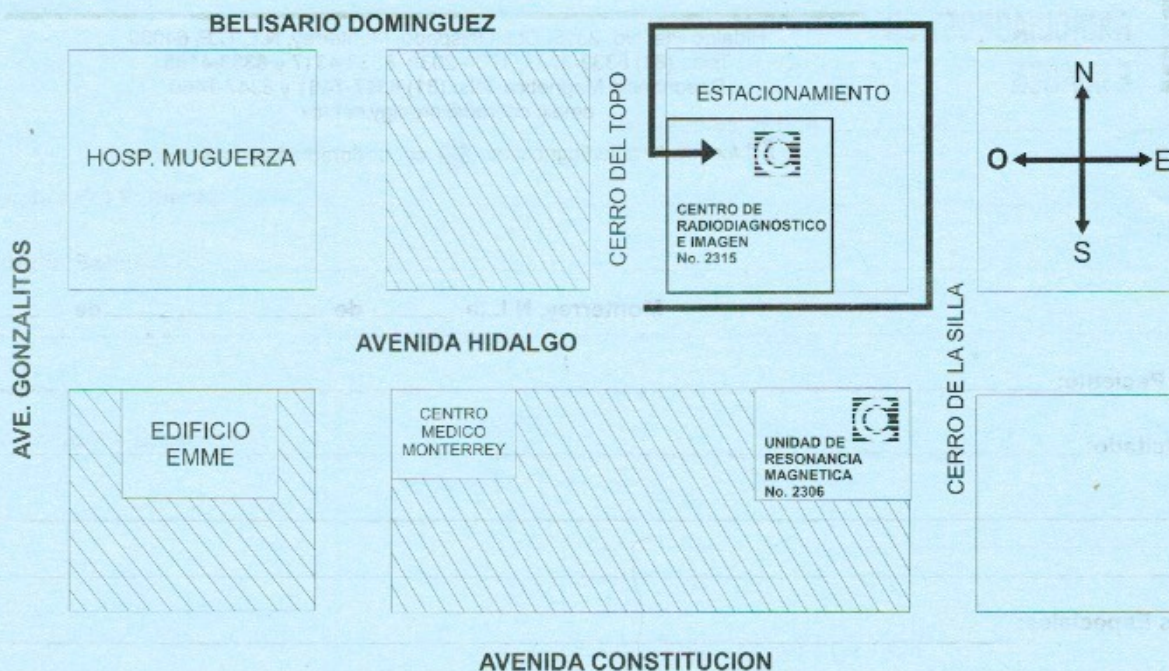 BELISARIO DOMINGUEZ
HOSP. MUGUERZA
CERRO DEL TOPO
ESTACIONAMIENTO
CENTRO DE
RADIODIAGNOSTICO
E IMAGEN
No. 2315
N
O
E
S
AVE. GONZALITOS
AVENIDA HIDALGO
CERRO DE LA SILLA
EDIFICIO
EMME
CENTRO
MEDICO
MONTERREY
UNIDAD DE
RESONANCIA
MAGNETICA
No. 2306
AVENIDA CONSTITUCION